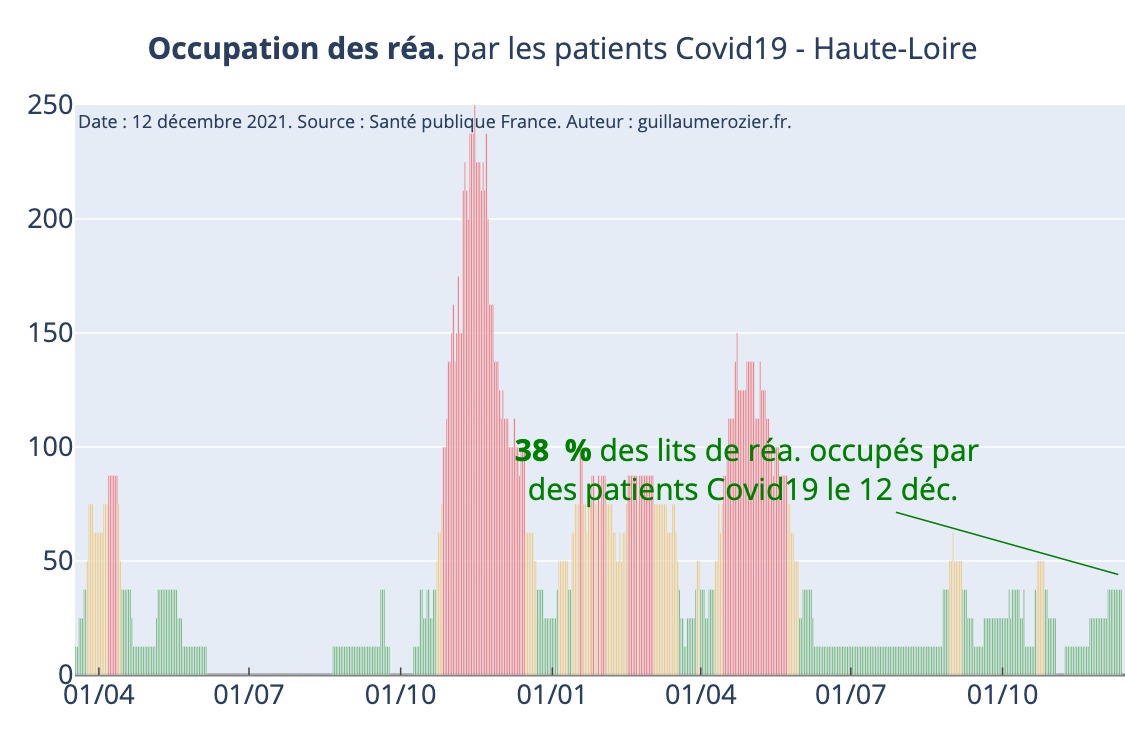 Occupation des réa. par les patients Covid19 - Haute-Loire
250
Date : 12 décembre 2021. Source : Santé publique France. Auteur : guillaumerozier.fr.
200
150
100
38 % des lits de réa. occupés par
des patients Covid19 le 12 déc.
50
0
01/04 01/07 01/10 01/01 01/04 01/07 01/10